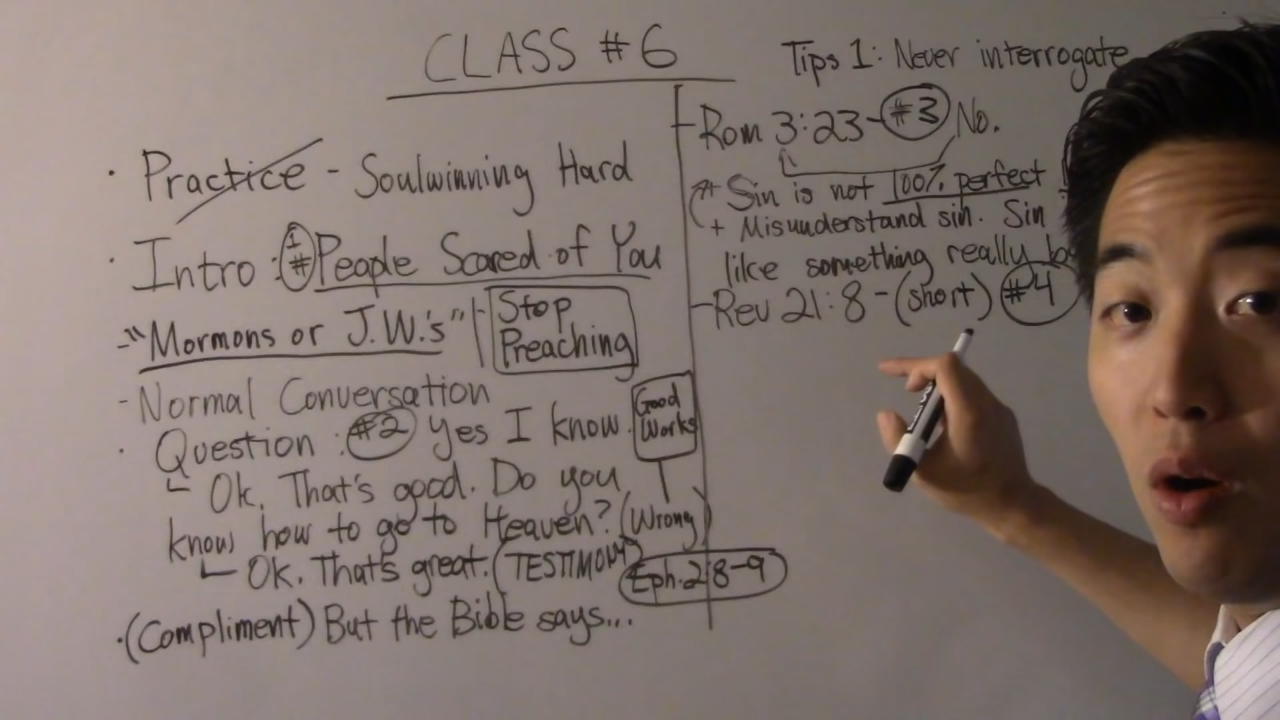 CLASS #6
· Practice - Soulwinning Hard
· Intro : #1 People Scared of You
- "Mormons or J.W.'s"
Stop
Preaching
- Normal Conversation
· Question : #2 Yes I know.
Good
Works
Ok. That's good. Do you
know how to go to Heaven? (Wrong)
Ok. That's great. (TESTIMONY)
Eph. 2:8-9
· (Compliment) But the Bible says...
Tips 1: Never interrogate
Rom 3:23 - #3 No.
* Sin is not 100% perfect
+ Misunderstand sin. Sin
like something really
Rev 21:8 - (short) #4